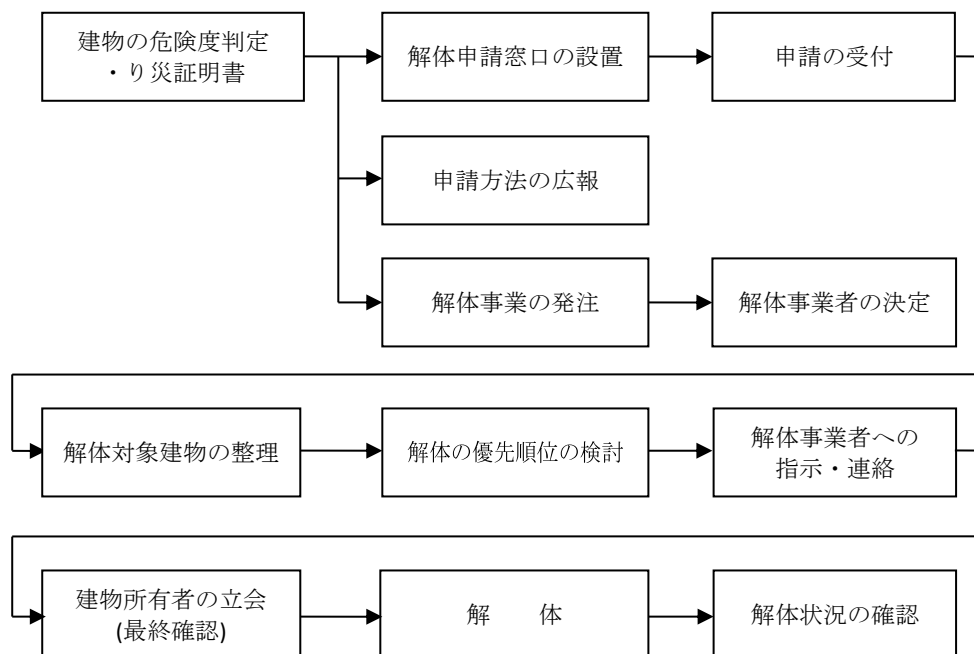 建物の危険度判定
・り災証明書
解体申請窓口の設置
申請の受付
申請方法の広報
解体事業の発注
解体事業者の決定
解体対象建物の整理
解体の優先順位の検討
解体事業者への
指示・連絡
建物所有者の立会
(最終確認)
解　　体
解体状況の確認